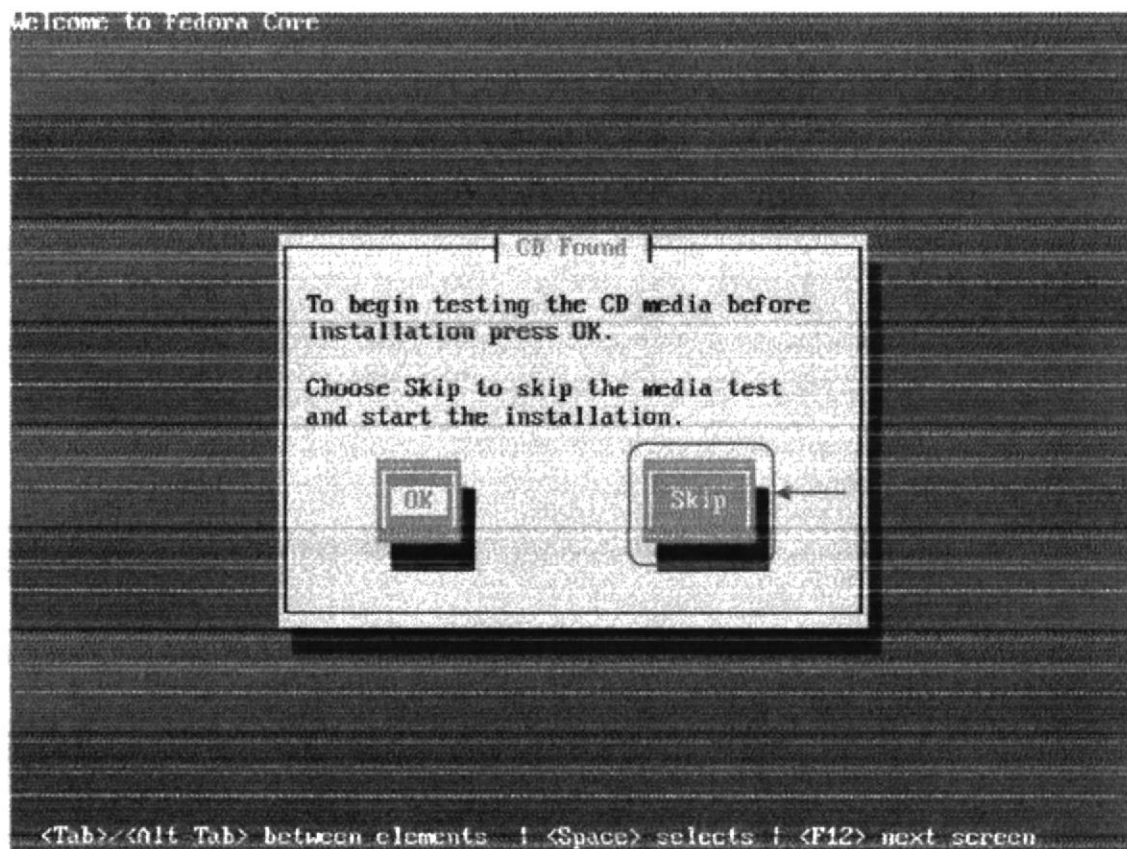 Welcome to Fedora Core
CD Found
To begin testing the CD media before
installation press OK.
Choose Skip to skip the media test
and start the installation.
OK
Skip
<Tab>/<Alt Tab> between elements | <Space> selects | <F12> next screen